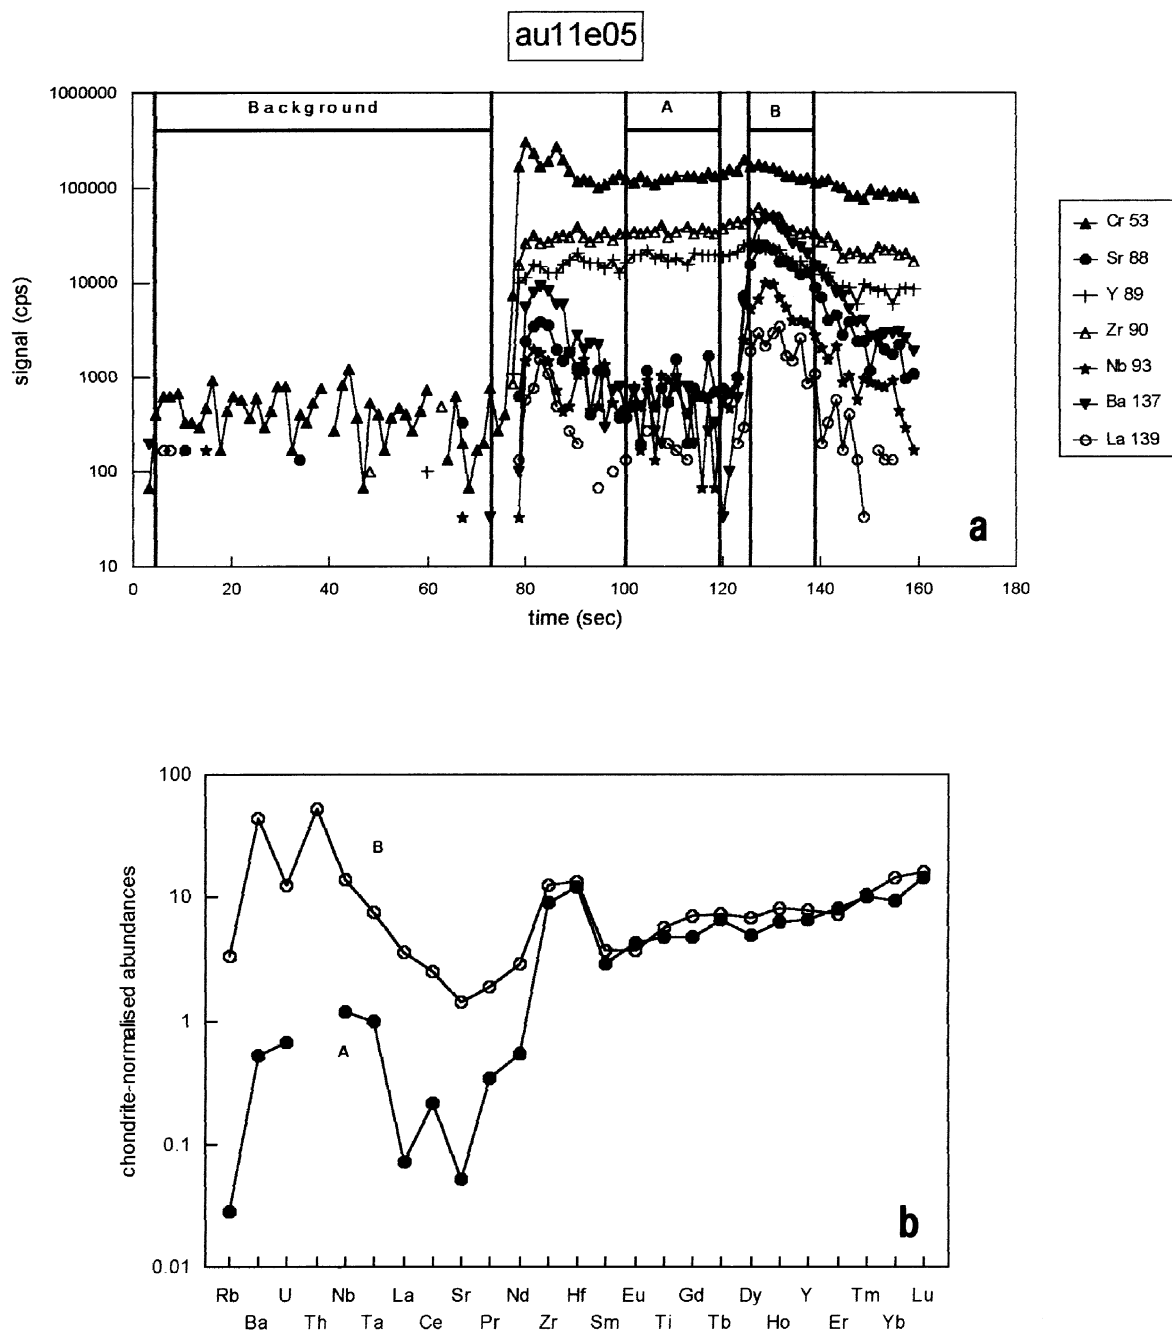 au11e05
signal (cps)
1000000
100000
10000
1000
100
10
Background
A
B
a
0 20 40 60 80 100 120 140 160 180
time (sec)
Cr 53
Sr 88
Y 89
Zr 90
Nb 93
Ba 137
La 139
chondrite-normalised abundances
100
10
1
0.1
0.01
B
A
b
Rb U Nb La Sr Nd Hf Eu Gd Dy Y Tm Lu
Ba Th Ta Ce Pr Zr Sm Ti Tb Ho Er Yb